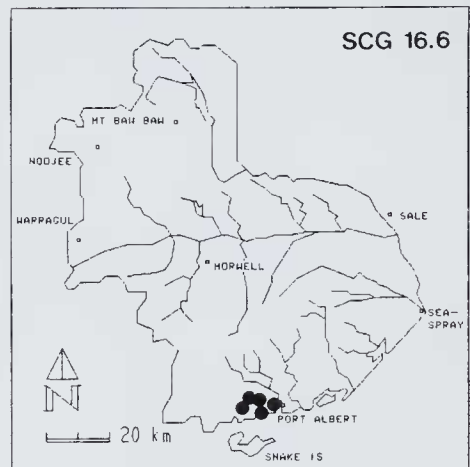 SCG 16.6
MT BAW BAW
NOOJEE
WARRAGUL
SALE
MORWELL
SEA-
SPRAY
PORT ALBERT
N
20 km
SNAKE IS